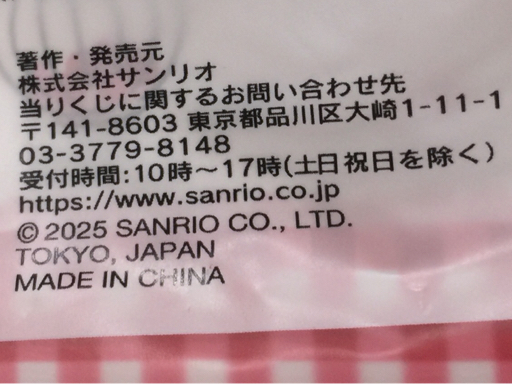 著作・発売元
株式会社サンリオ
当りくじに関するお問い合わせ先
〒141-8603 東京都品川区大崎1-11-1
03-3779-8148
受付時間:10時～17時(土日祝日を除く)
https://www.sanrio.co.jp
© 2025 SANRIO CO., LTD.
TOKYO, JAPAN
MADE IN CHINA